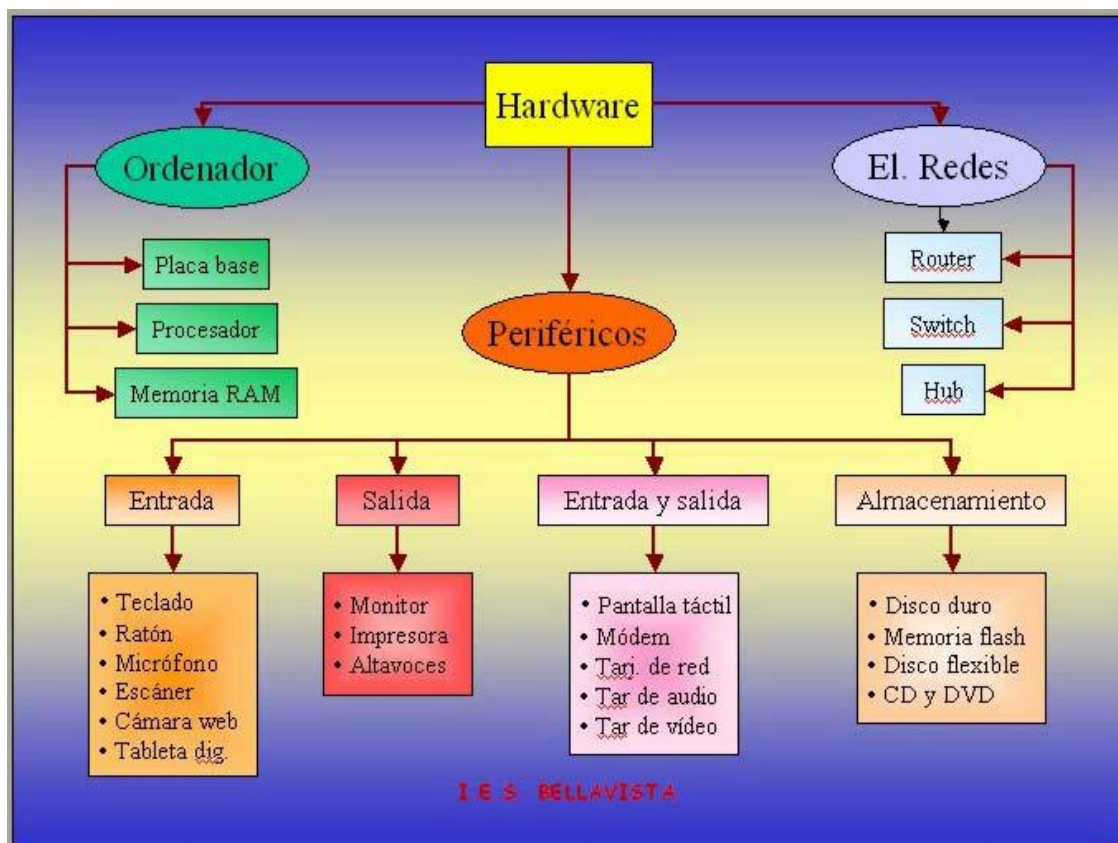 Hardware
Ordenador
Placa base
Procesador
Memoria RAM
Periféricos
El. Redes
Router
Switch
Hub
Entrada
• Teclado
• Ratón
• Micrófono
• Escáner
• Cámara web
• Tableta dig.
Salida
• Monitor
• Impresora
• Altavoces
Entrada y salida
• Pantalla táctil
• Módem
• Tarj. de red
• Tar de audio
• Tar de vídeo
Almacenamiento
• Disco duro
• Memoria flash
• Disco flexible
• CD y DVD
I.E.S. BELLAVISTA